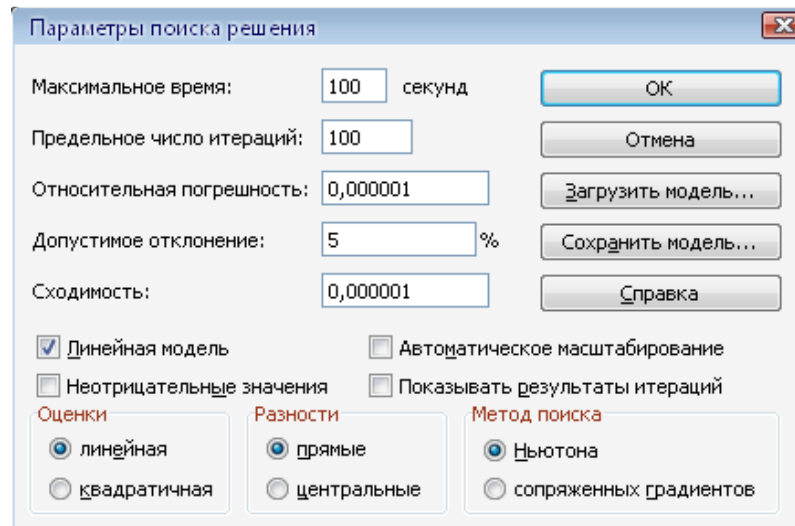 Параметры поиска решения
Максимальное время: 100 секунд ОК
Предельное число итераций: 100 Отмена
Относительная погрешность: 0,000001 Загрузить модель...
Допустимое отклонение: 5 % Сохранить модель...
Сходимость: 0,000001 Справка
Линейная модель Автоматическое масштабирование
Неотрицательные значения Показывать результаты итераций
Оценки Разности Метод поиска
линейная прямые Ньютона
квадратичная центральные сопряженных градиентов